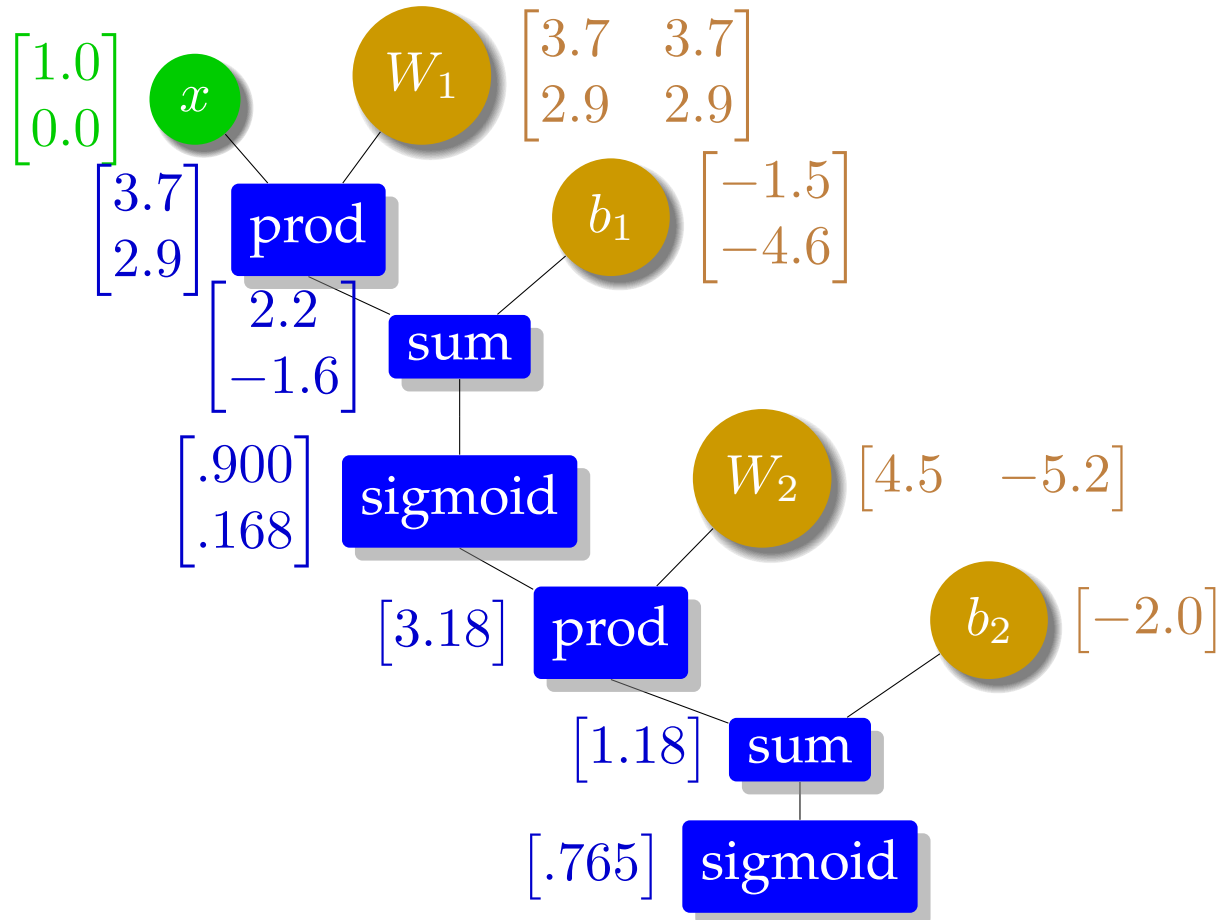 [1.0
0.0]
x
W₁
[3.7 3.7
2.9 2.9]
[3.7
2.9]
prod
b₁
[−1.5
−4.6]
[2.2
−1.6]
sum
[.900
.168]
sigmoid
W₂
[4.5 −5.2]
[3.18]
prod
b₂
[−2.0]
[1.18]
sum
[.765]
sigmoid